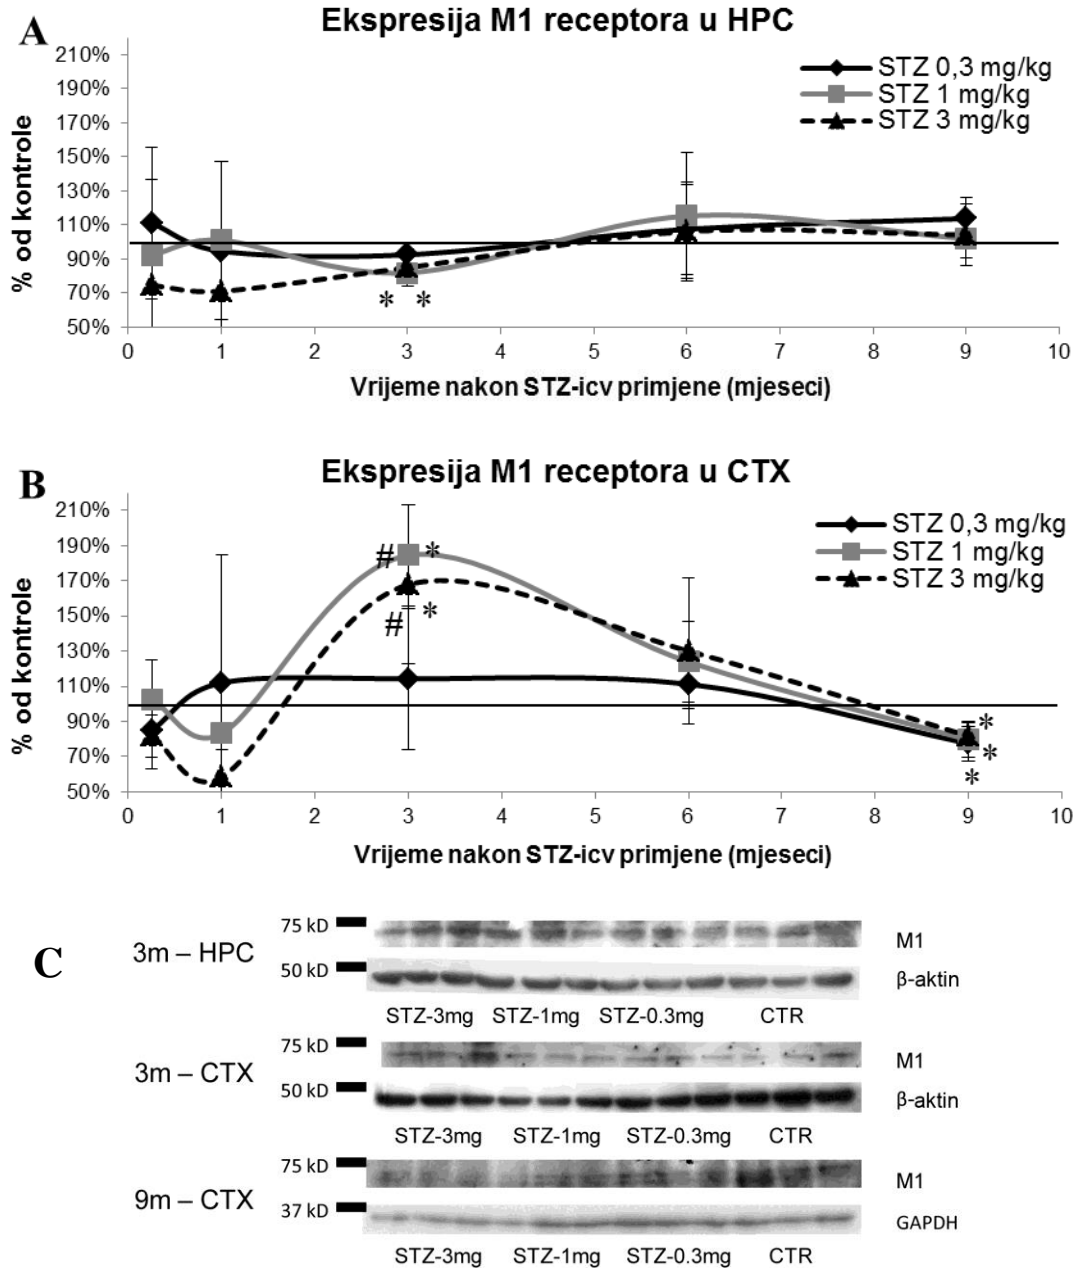 A
Ekspresija M1 receptora u HPC
STZ 0,3 mg/kg
STZ 1 mg/kg
STZ 3 mg/kg
% od kontrole
210%
190%
170%
150%
130%
110%
90%
70%
50%
* *
0 1 2 3 4 5 6 7 8 9 10
Vrijeme nakon STZ-icv primjene (mjeseci)
B
Ekspresija M1 receptora u CTX
STZ 0,3 mg/kg
STZ 1 mg/kg
STZ 3 mg/kg
% od kontrole
210%
190%
170%
150%
130%
110%
90%
70%
50%
# *
# *
*
*
*
0 1 2 3 4 5 6 7 8 9 10
Vrijeme nakon STZ-icv primjene (mjeseci)
C
3m – HPC
75 kD
M1
50 kD
β-aktin
STZ-3mg STZ-1mg STZ-0.3mg CTR
3m – CTX
75 kD
M1
50 kD
β-aktin
STZ-3mg STZ-1mg STZ-0.3mg CTR
9m – CTX
75 kD
M1
37 kD
GAPDH
STZ-3mg STZ-1mg STZ-0.3mg CTR